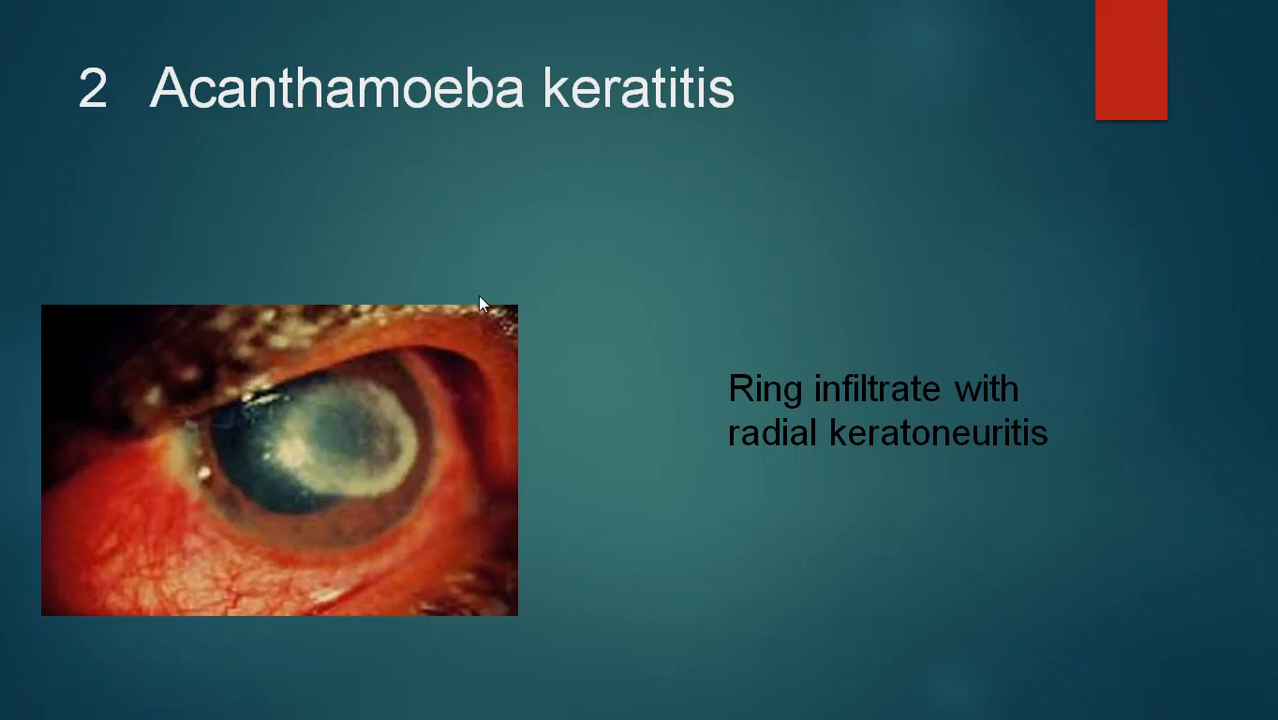 2 Acanthamoeba keratitis
Ring infiltrate with
radial keratoneuritis